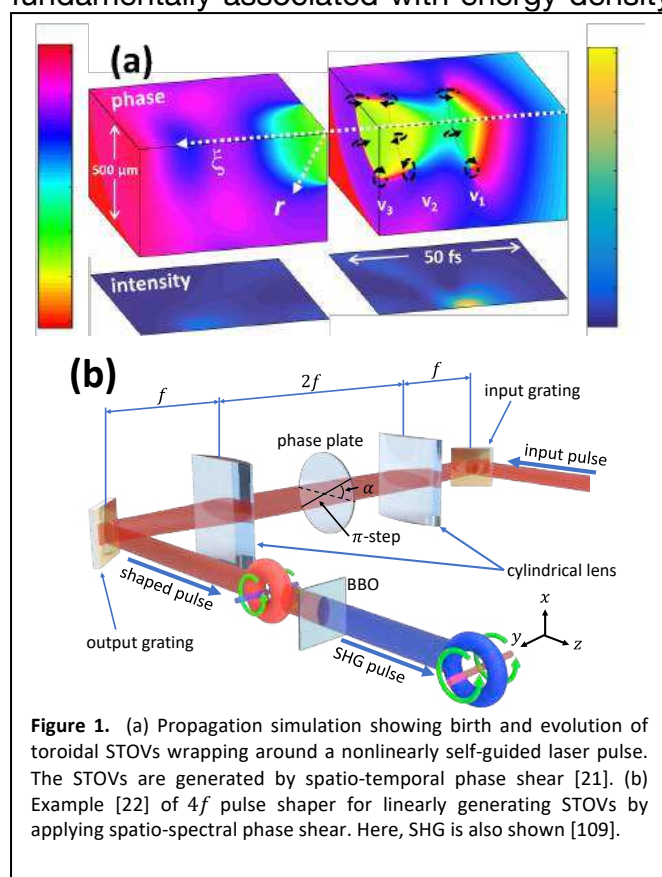 fundamentally associated with energy density
(a)
phase
500 μm
ξ
r
v3 v2 v1
intensity
50 fs
(b)
f
2f
f
input grating
phase plate
input pulse
α
π-step
cylindrical lens
BBO
shaped pulse
output grating
SHG pulse
x
y
z
Figure 1. (a) Propagation simulation showing birth and evolution of
toroidal STOVs wrapping around a nonlinearly self-guided laser pulse.
The STOVs are generated by spatio-temporal phase shear [21]. (b)
Example [22] of 4f pulse shaper for linearly generating STOVs by
applying spatio-spectral phase shear. Here, SHG is also shown [109].